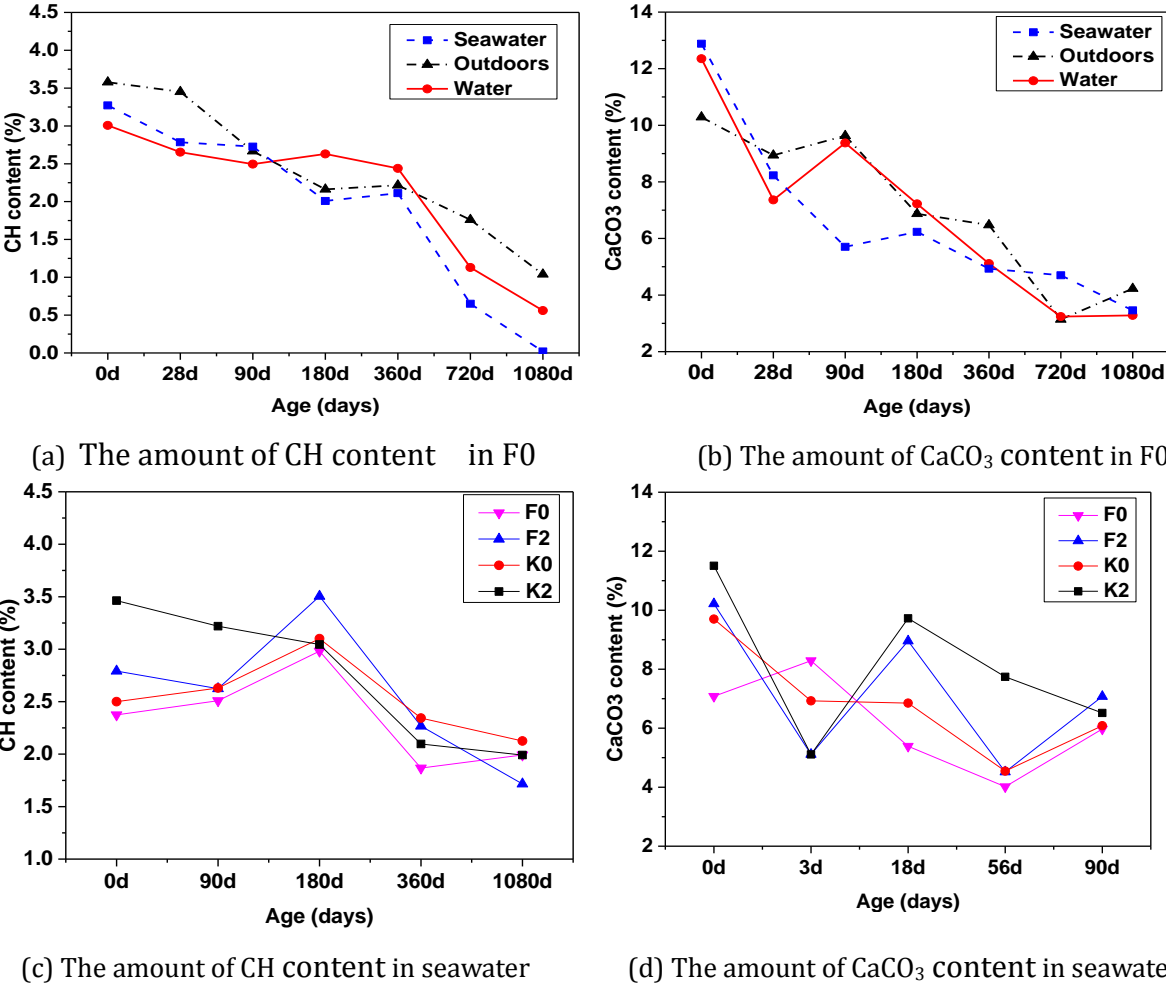 4.5
4.0
3.5
3.0
2.5
2.0
1.5
1.0
0.5
0.0
CH content (%)
Seawater
Outdoors
Water
0d 28d 90d 180d 360d 720d 1080d
Age (days)
(a) The amount of CH content in F0
14
12
10
8
6
4
2
CaCO3 content (%)
Seawater
Outdoors
Water
0d 28d 90d 180d 360d 720d 1080d
Age (days)
(b) The amount of CaCO₃ content in F0
4.5
4.0
3.5
3.0
2.5
2.0
1.5
1.0
CH content (%)
F0
F2
K0
K2
0d 90d 180d 360d 1080d
Age (days)
(c) The amount of CH content in seawater
14
12
10
8
6
4
2
CaCO3 content (%)
F0
F2
K0
K2
0d 3d 18d 56d 90d
Age (days)
(d) The amount of CaCO₃ content in seawate